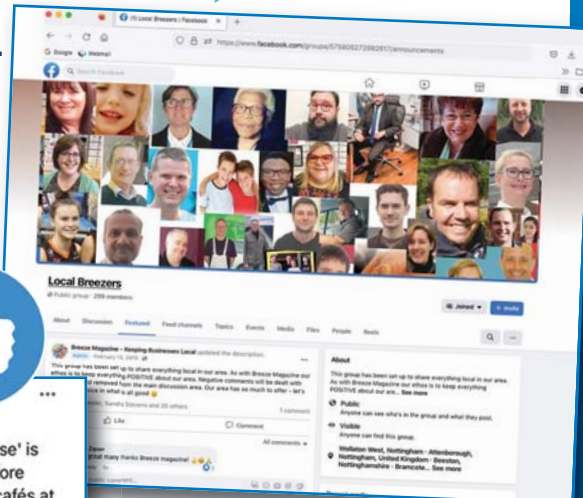 (1) Local Breezers | Facebook
https://www.facebook.com/groups/575805272892817/announcements
Google
Webmail
Search Facebook
Local Breezers
Public group · 299 members
Joined
+ Invite
About
Discussion
Featured
Feed channels
Topics
Events
Media
Files
People
Reels
Breeze Magazine - Keeping Businesses Local updated the description.
Admin · February 15, 2019
This group has been set up to share everything local in our area. As with Breeze Magazine our
ethos is to keep everything POSITIVE about our area. Negative comments will be dealt with
removed from the main discussion area. Our area has so much to offer – let's
in what is all good
Sandra Stevens and 20 others
1 comment
Like
Comment
All comments
great many thanks Breeze magazine!
About
This group has been set up to share everything local in our area.
As with Breeze Magazine our ethos is to keep everything
POSITIVE about our are... See more
Public
Anyone can see who's in the group and what they post.
Visible
Anyone can find this group.
Wollaton West, Nottingham · Attenborough,
Nottingham, United Kingdom · Beeston,
Nottinghamshire · Bramcote... See more
se' is
ore
cafés at